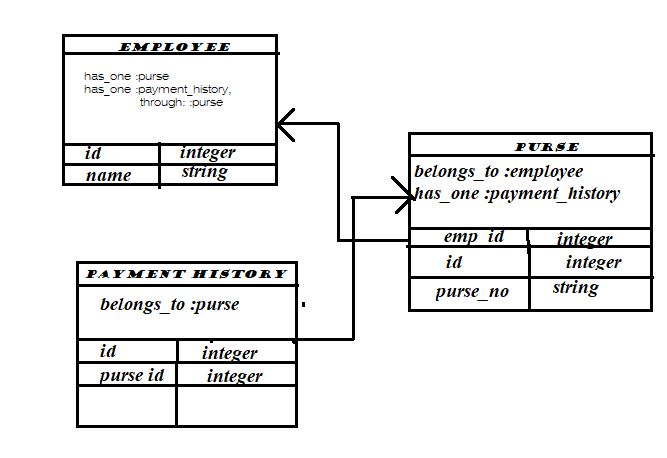 EMPLOYEE
has_one :purse
has_one :payment_history,
through: :purse
id integer
name string
PURSE
belongs_to :employee
has_one :payment_history
emp_id integer
id integer
purse_no string
PAYMENT HISTORY
belongs_to :purse
id integer
purse id integer